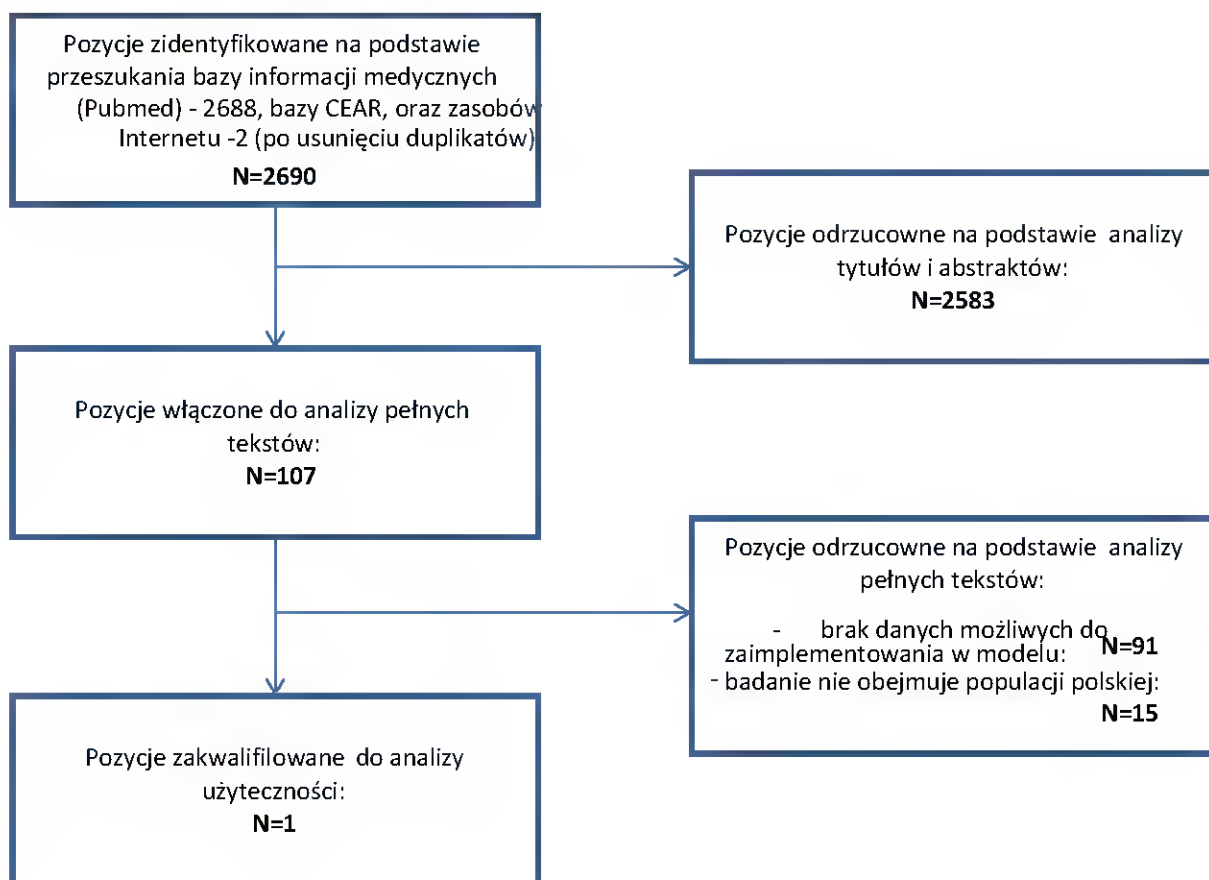 Pozycje zidentyfikowane na podstawie
przeszukania bazy informacji medycznych
(Pubmed) - 2688, bazy CEAR, oraz zasobów
Internetu -2 (po usunięciu duplikatów)
N=2690
Pozycje odrzucowne na podstawie analizy
tytułów i abstraktów:
N=2583
Pozycje włączone do analizy pełnych
tekstów:
N=107
Pozycje odrzucowne na podstawie analizy
pełnych tekstów:
- brak danych możliwych do
zaimplementowania w modelu: N=91
- badanie nie obejmuje populacji polskiej:
N=15
Pozycje zakwalifilowane do analizy
użyteczności:
N=1